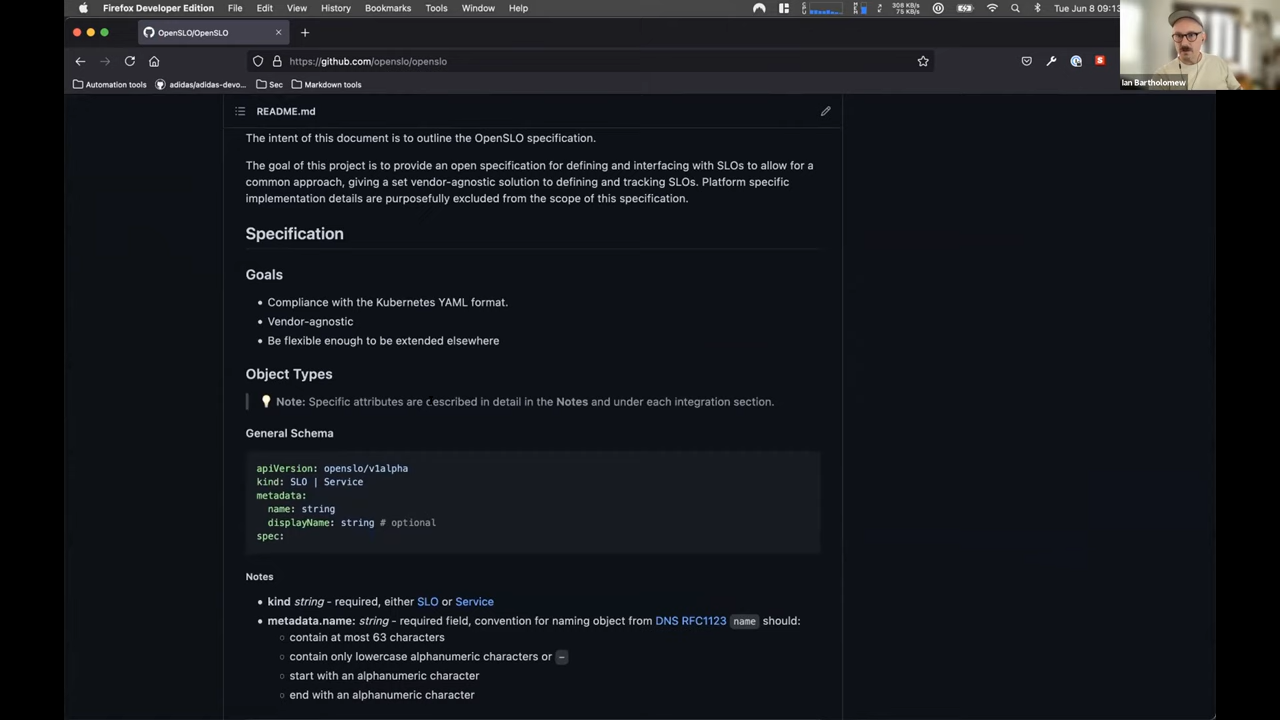 Firefox Developer Edition File Edit View History Bookmarks Tools Window Help 308 KB/s 75 KB/s Tue Jun 8 09:13
OpenSLO/OpenSLO
https://github.com/openslo/openslo
Ian Bartholomew
Automation tools adidas/adidas-devo... Sec Markdown tools
README.md
The intent of this document is to outline the OpenSLO specification.
The goal of this project is to provide an open specification for defining and interfacing with SLOs to allow for a
common approach, giving a set vendor-agnostic solution to defining and tracking SLOs. Platform specific
implementation details are purposefully excluded from the scope of this specification.
Specification
Goals
• Compliance with the Kubernetes YAML format.
• Vendor-agnostic
• Be flexible enough to be extended elsewhere
Object Types
Note: Specific attributes are described in detail in the Notes and under each integration section.
General Schema
apiVersion: openslo/v1alpha
kind: SLO | Service
metadata:
name: string
displayName: string # optional
spec:
Notes
• kind string - required, either SLO or Service
• metadata.name: string - required field, convention for naming object from DNS RFC1123 name should:
◦ contain at most 63 characters
◦ contain only lowercase alphanumeric characters or -
◦ start with an alphanumeric character
◦ end with an alphanumeric character